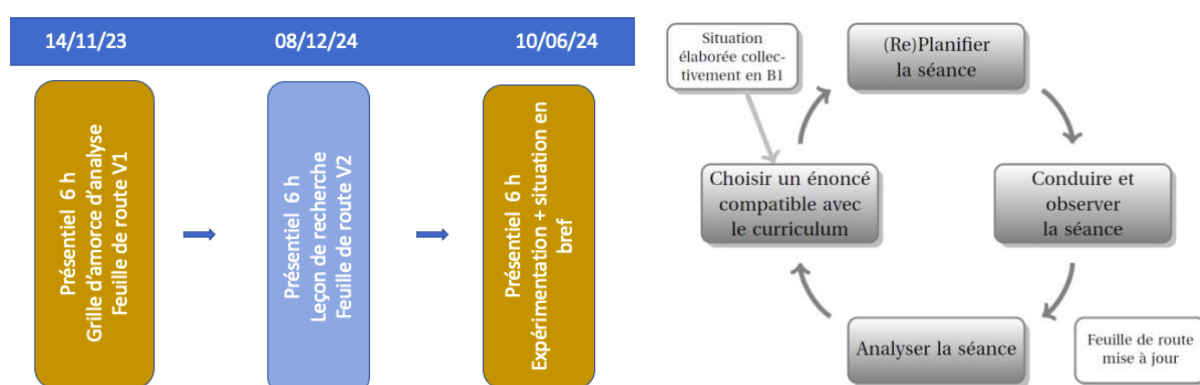 14/11/23
08/12/24
10/06/24
Présentiel 6 h
Grille d'amorce d'analyse
Feuille de route V1
Présentiel 6 h
Leçon de recherche
Feuille de route V2
Présentiel 6 h
Expérimentation + situation en
bref
Situation
élaborée collec-
tivement en B1
(Re)Planifier
la séance
Choisir un énoncé
compatible avec
le curriculum
Conduire et
observer
la séance
Analyser la séance
Feuille de route
mise à jour